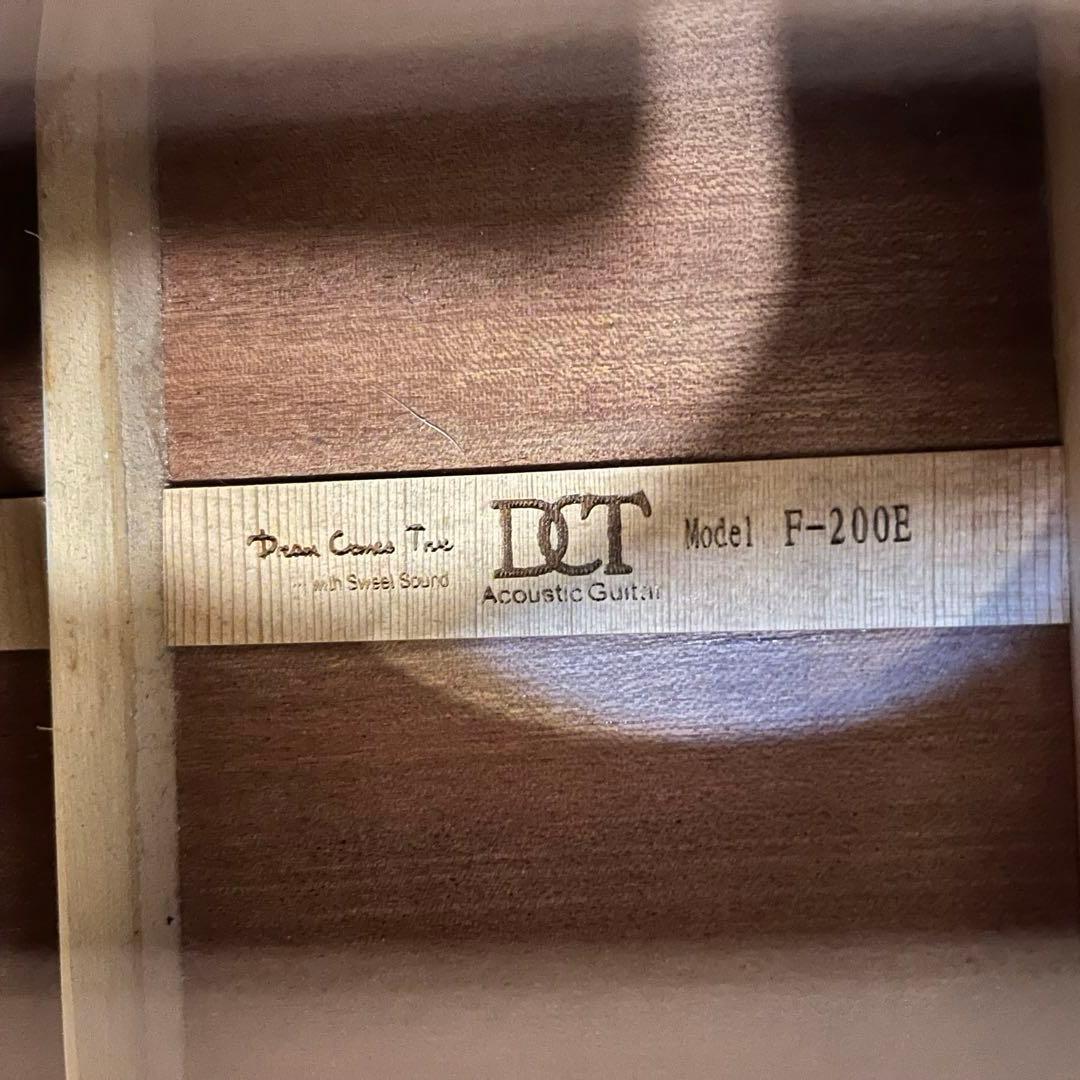 Dream Comes True
... with Sweet Sound
DCT
Acoustic Guitar
Model F-200E